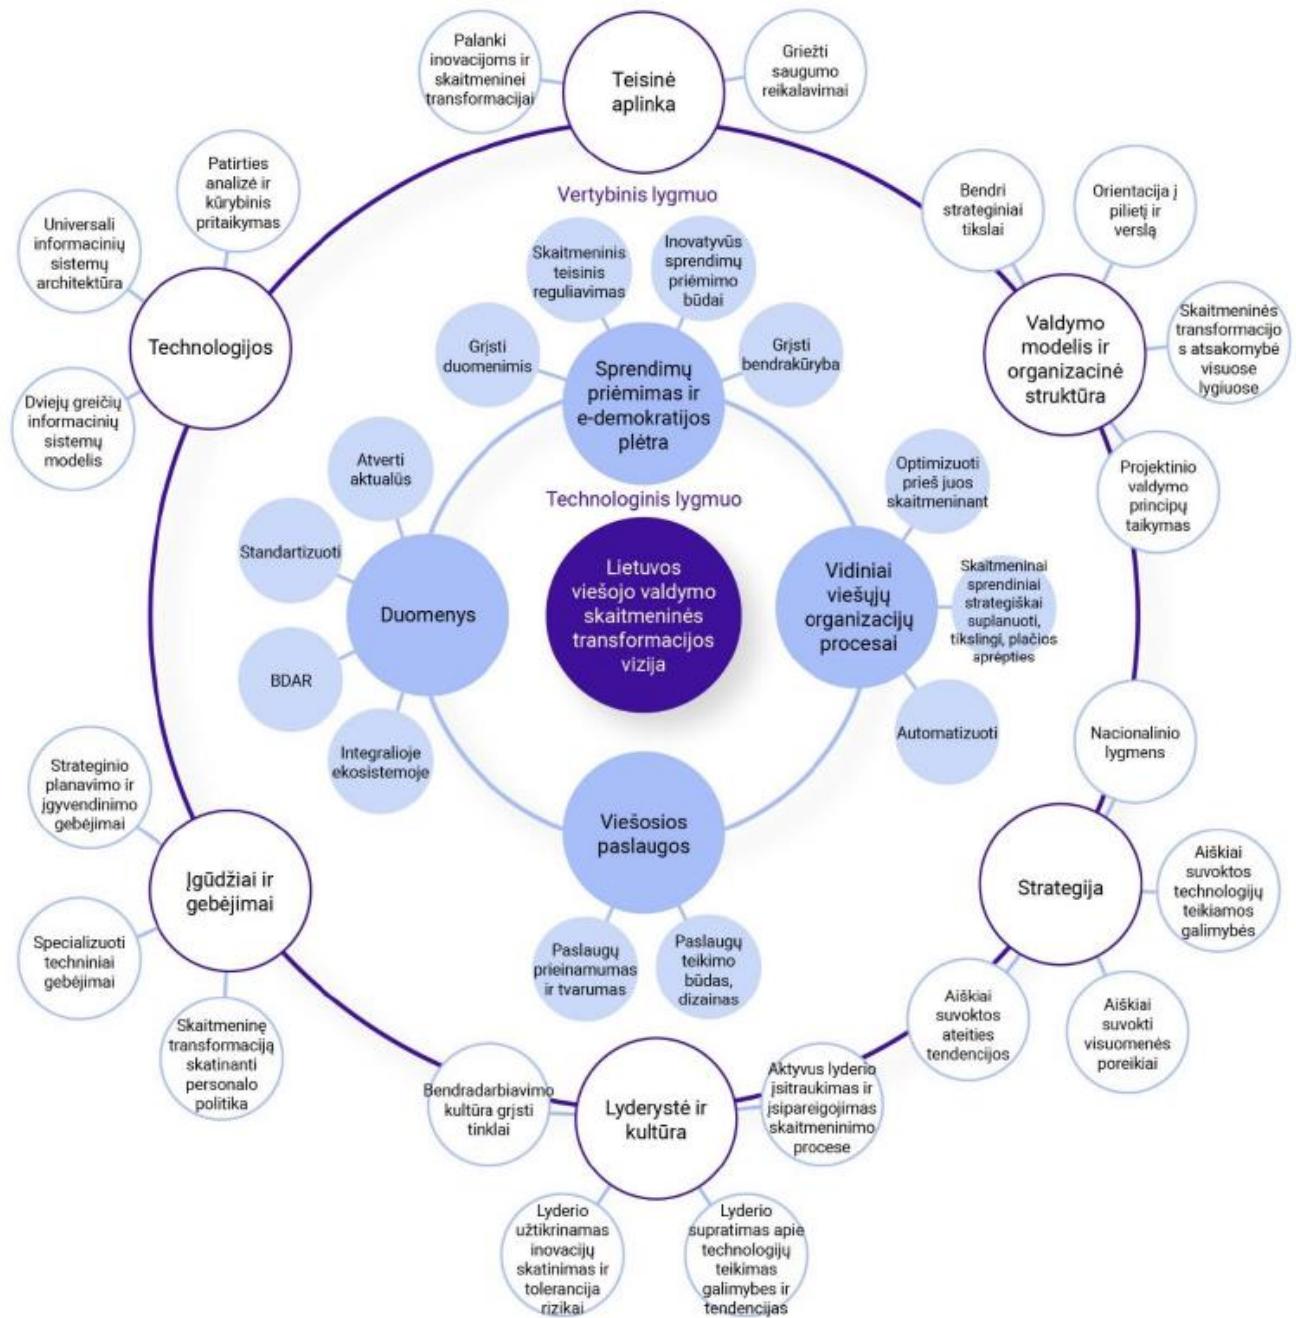 Palanki
inovacijoms ir
skaitmeninei
transformacijai
Teisinė
aplinka
Griežti
saugumo
reikalavimai
Patirties
analizė ir
kūrybinis
pritaikymas
Universali
informacinių
sistemų
architektūra
Technologijos
Dviejų greičių
informacinių
sistemų
modelis
Bendri
strateginiai
tikslai
Orientacija į
pilietį ir
verslą
Valdymo
modelis ir
organizacinė
struktūra
Skaitmeninės
transformacijo
s atsakomybė
visuose
lygiuose
Projektinio
valdymo
principų
taikymas
Vertybinis lygmuo
Skaitmeninis
teisinis
reguliavimas
Inovatyvūs
sprendimų
priėmimo
būdai
Grįsti
duomenimis
Grįsti
bendrakūryba
Sprendimų
priėmimas ir
e-demokratijos
plėtra
Technologinis lygmuo
Lietuvos
viešojo valdymo
skaitmeninės
transformacijos
vizija
Atverti
aktualūs
Standartizuoti
Duomenys
BDAR
Integralioje
ekosistemoje
Optimizuoti
prieš juos
skaitmeninant
Vidiniai
viešųjų
organizacijų
procesai
Skaitmeninai
sprendiniai
strategiškai
suplanuoti,
tikslingi, plačios
aprėpties
Automatizuoti
Viešosios
paslaugos
Paslaugų
prieinamumas
ir tvarumas
Paslaugų
teikimo
būdas,
dizainas
Nacionalinio
lygmens
Strategija
Aiškiai
suvoktos
technologijų
teikiamos
galimybės
Aiškiai
suvokti
visuomenės
poreikiai
Aiškiai
suvoktos
ateities
tendencijos
Strateginio
planavimo ir
įgyvendinimo
gebėjimai
Įgūdžiai ir
gebėjimai
Specializuoti
techniniai
gebėjimai
Skaitmeninę
transformaciją
skatinanti
personalo
politika
Bendradarbiavimo
kultūra grįsti
tinklai
Lyderystė ir
kultūra
Aktyvus lyderio
įsitraukimas ir
įsipareigojimas
skaitmeninimo
procese
Lyderio
užtikrinamas
inovacijų
skatinimas ir
tolerancija
rizikai
Lyderio
supratimas apie
technologijų
teikimas
galimybes ir
tendencijas